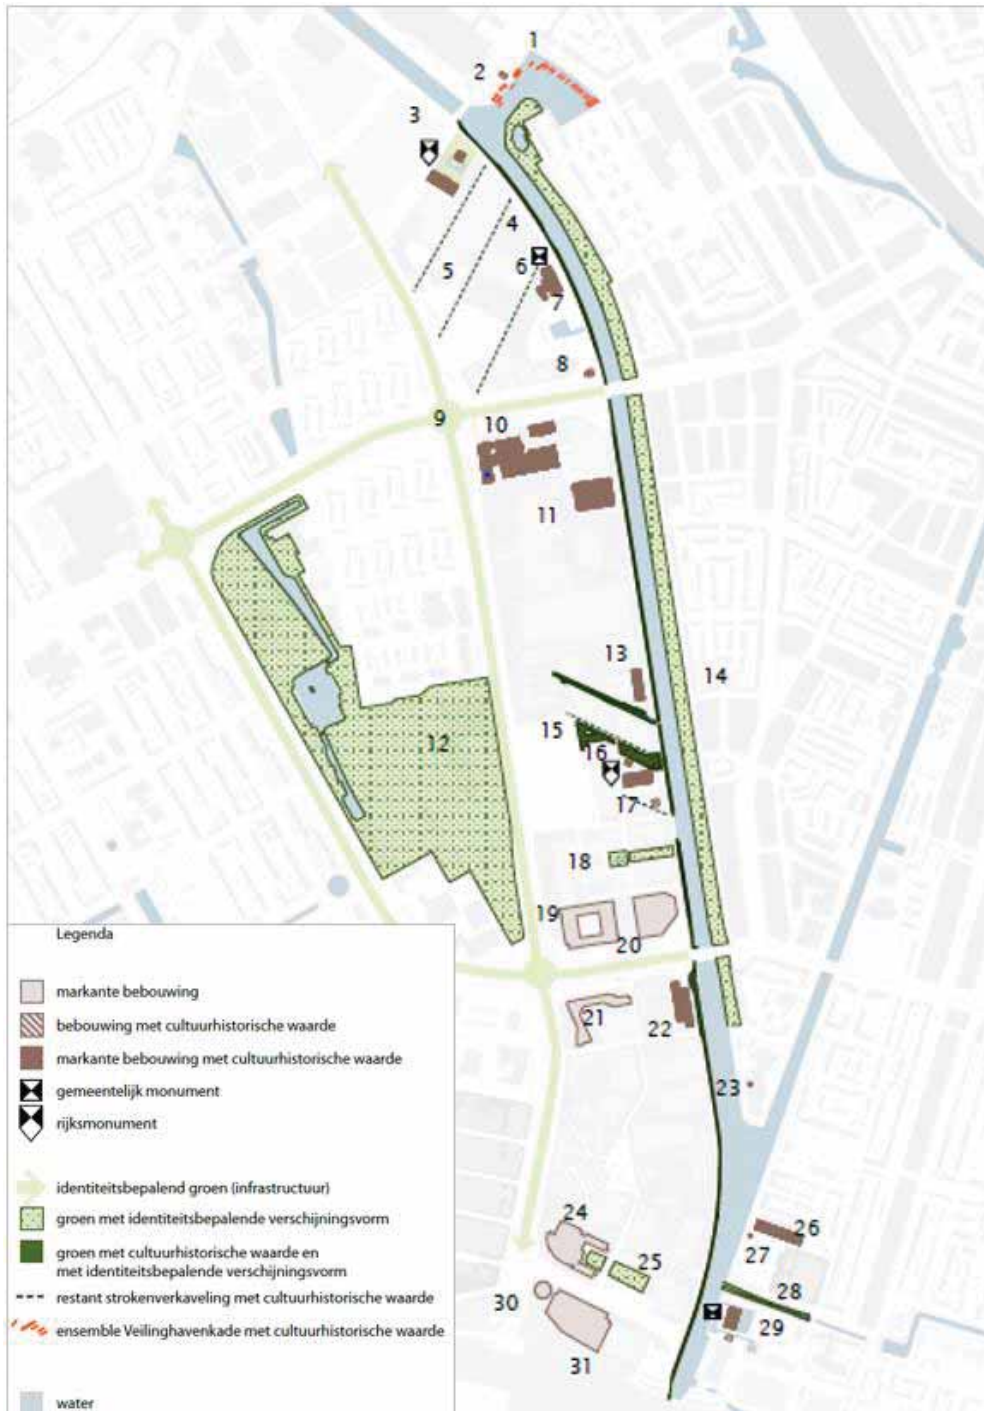 1
2
3
4
5
6
7
8
9
10
11
12
13
14
15
16
17
18
19
20
21
22
23
24
25
26
27
28
29
30
31
Legenda
markante bebouwing
bebouwing met cultuurhistorische waarde
markante bebouwing met cultuurhistorische waarde
gemeentelijk monument
rijksmonument
identiteitsbepalend groen (infrastructuur)
groen met identiteitsbepalende verschijningsvorm
groen met cultuurhistorische waarde en
met identiteitsbepalende verschijningsvorm
restant strokenverkaveling met cultuurhistorische waarde
ensemble Veilinghavenkade met cultuurhistorische waarde
water